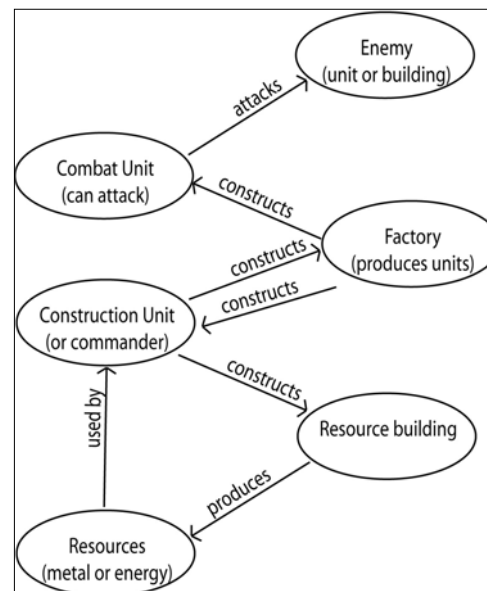 Enemy
(unit or building)
attacks
Combat Unit
(can attack)
constructs
Factory
(produces units)
constructs
constructs
Construction Unit
(or commander)
constructs
used by
Resource building
produces
Resources
(metal or energy)